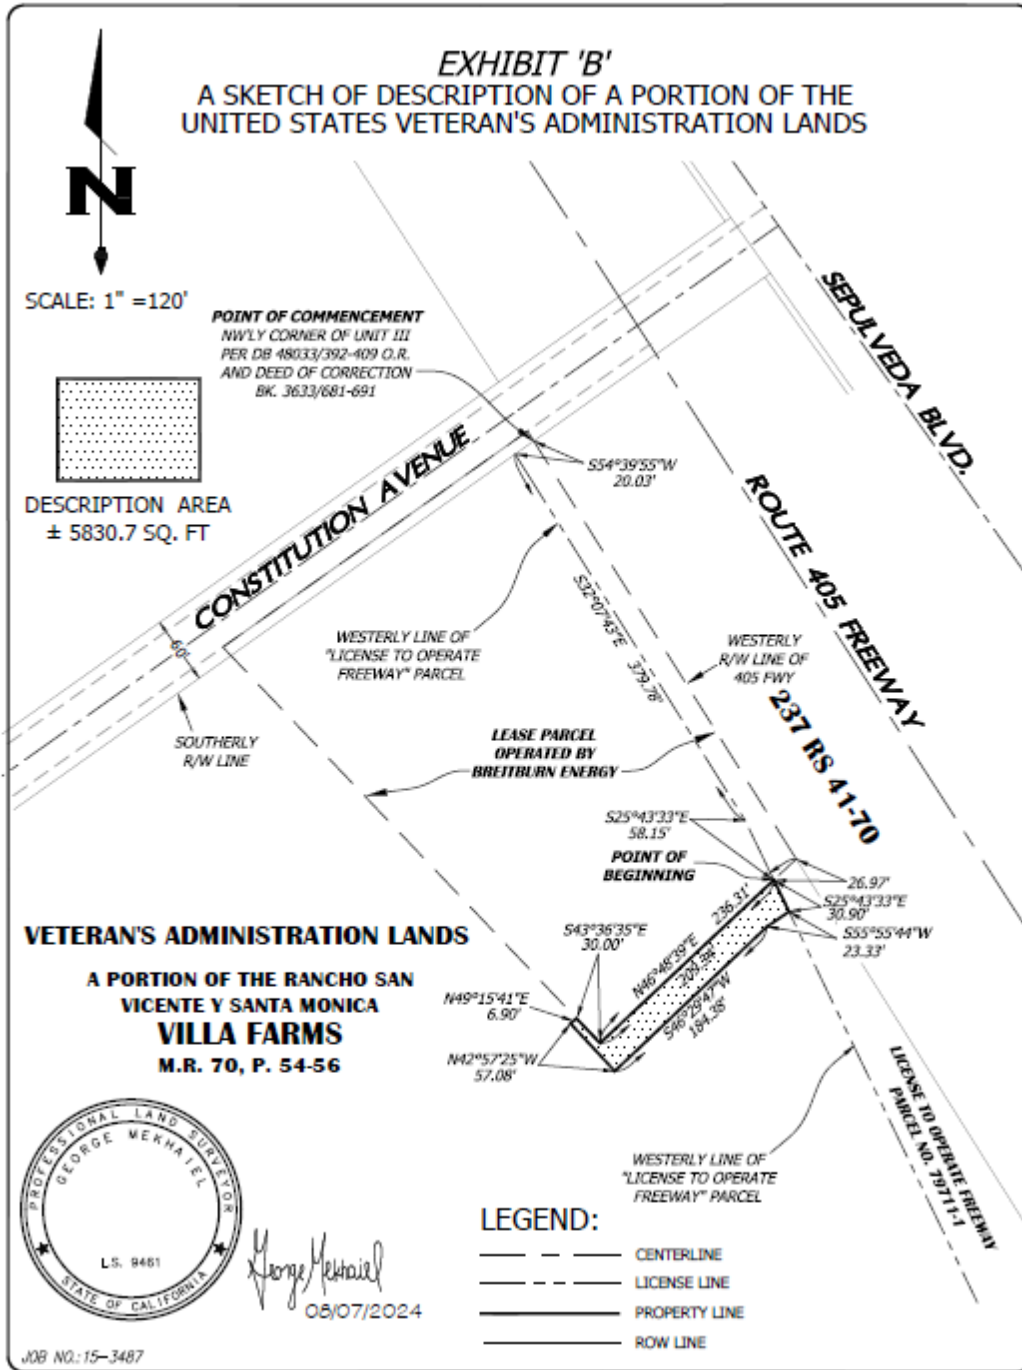 EXHIBIT 'B'
A SKETCH OF DESCRIPTION OF A PORTION OF THE
UNITED STATES VETERAN'S ADMINISTRATION LANDS
N
SCALE: 1" =120'
POINT OF COMMENCEMENT
NW'LY CORNER OF UNIT III
PER DB 48033/392-409 O.R.
AND DEED OF CORRECTION
BK. 3633/681-691
DESCRIPTION AREA
± 5830.7 SQ. FT
CONSTITUTION AVENUE
60'
SEPULVEDA BLVD.
ROUTE 405 FREEWAY
S54°39'55"W
20.03'
S32°07'43"E 379.78'
WESTERLY LINE OF
"LICENSE TO OPERATE
FREEWAY" PARCEL
WESTERLY
R/W LINE OF
405 FWY
237 RS 41-70
SOUTHERLY
R/W LINE
LEASE PARCEL
OPERATED BY
BREITBURN ENERGY
S25°43'33"E
58.15'
POINT OF
BEGINNING
26.97'
S25°43'33"E
30.90'
S55°55'44"W
23.33'
236.31'
N46°48'39"E
209.34'
S46°29'47"W
184.38'
S43°36'35"E
30.00'
N49°15'41"E
6.90'
N42°57'25"W
57.08'
VETERAN'S ADMINISTRATION LANDS
A PORTION OF THE RANCHO SAN
VICENTE Y SANTA MONICA
VILLA FARMS
M.R. 70, P. 54-56
LICENSE TO OPERATE FREEWAY
PARCEL NO. 79711-1
WESTERLY LINE OF
"LICENSE TO OPERATE
FREEWAY" PARCEL
PROFESSIONAL LAND SURVEYOR
GEORGE MEKHAIEL
L.S. 9461
STATE OF CALIFORNIA
George Mekhaiel
08/07/2024
LEGEND:
CENTERLINE
LICENSE LINE
PROPERTY LINE
ROW LINE
JOB NO.: 15-3487